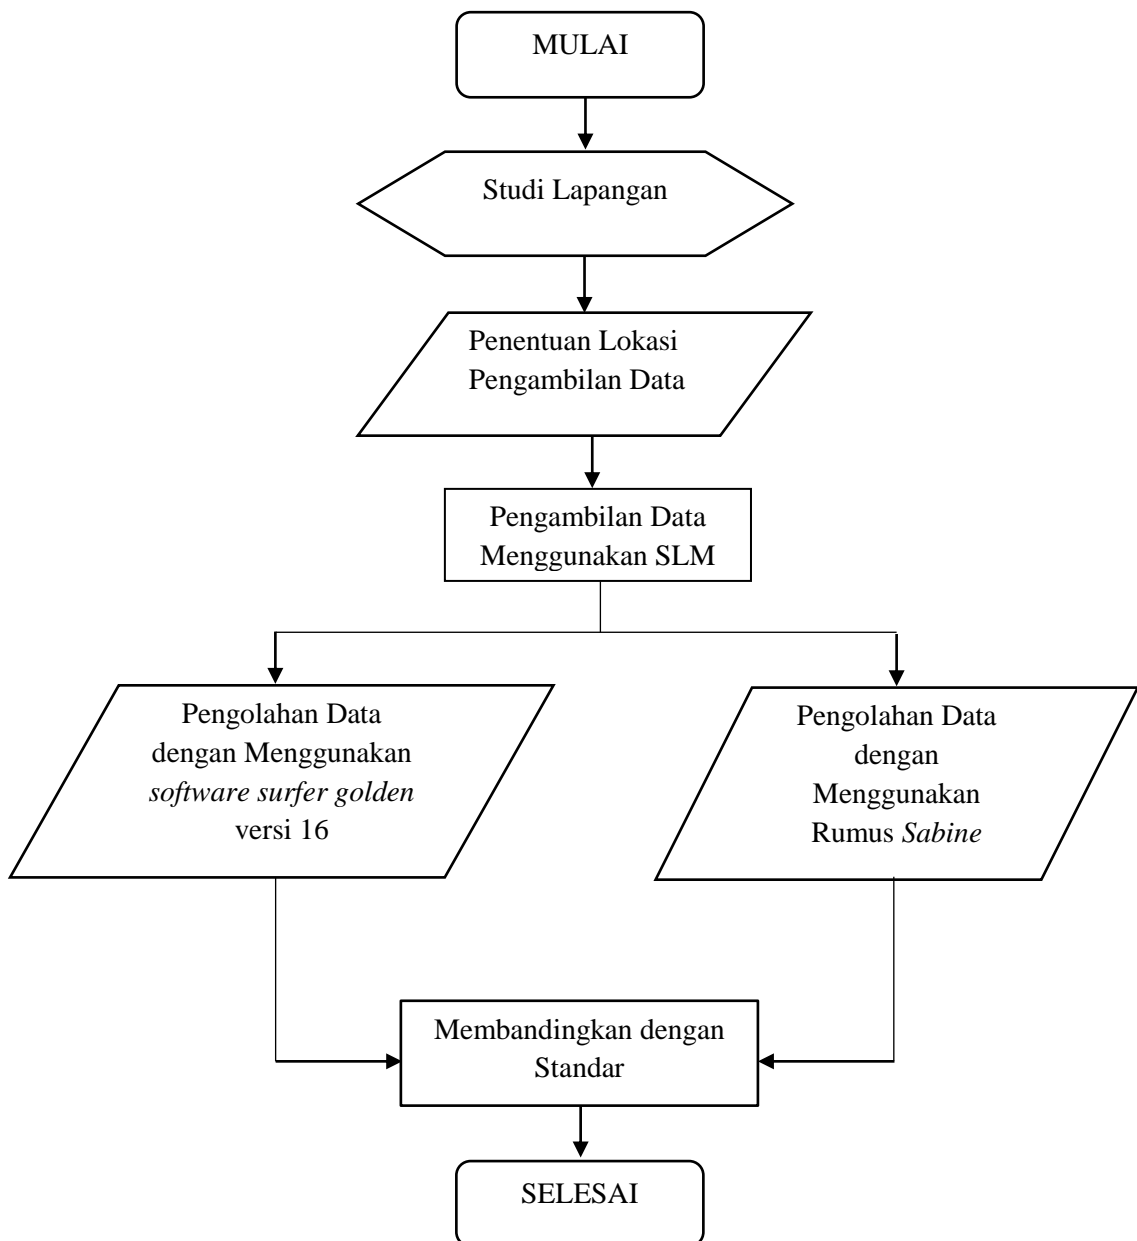 MULAI
Studi Lapangan
Penentuan Lokasi
Pengambilan Data
Pengambilan Data
Menggunakan SLM
Pengolahan Data
dengan Menggunakan
software surfer golden
versi 16
Pengolahan Data
dengan
Menggunakan
Rumus Sabine
Membandingkan dengan
Standar
SELESAI